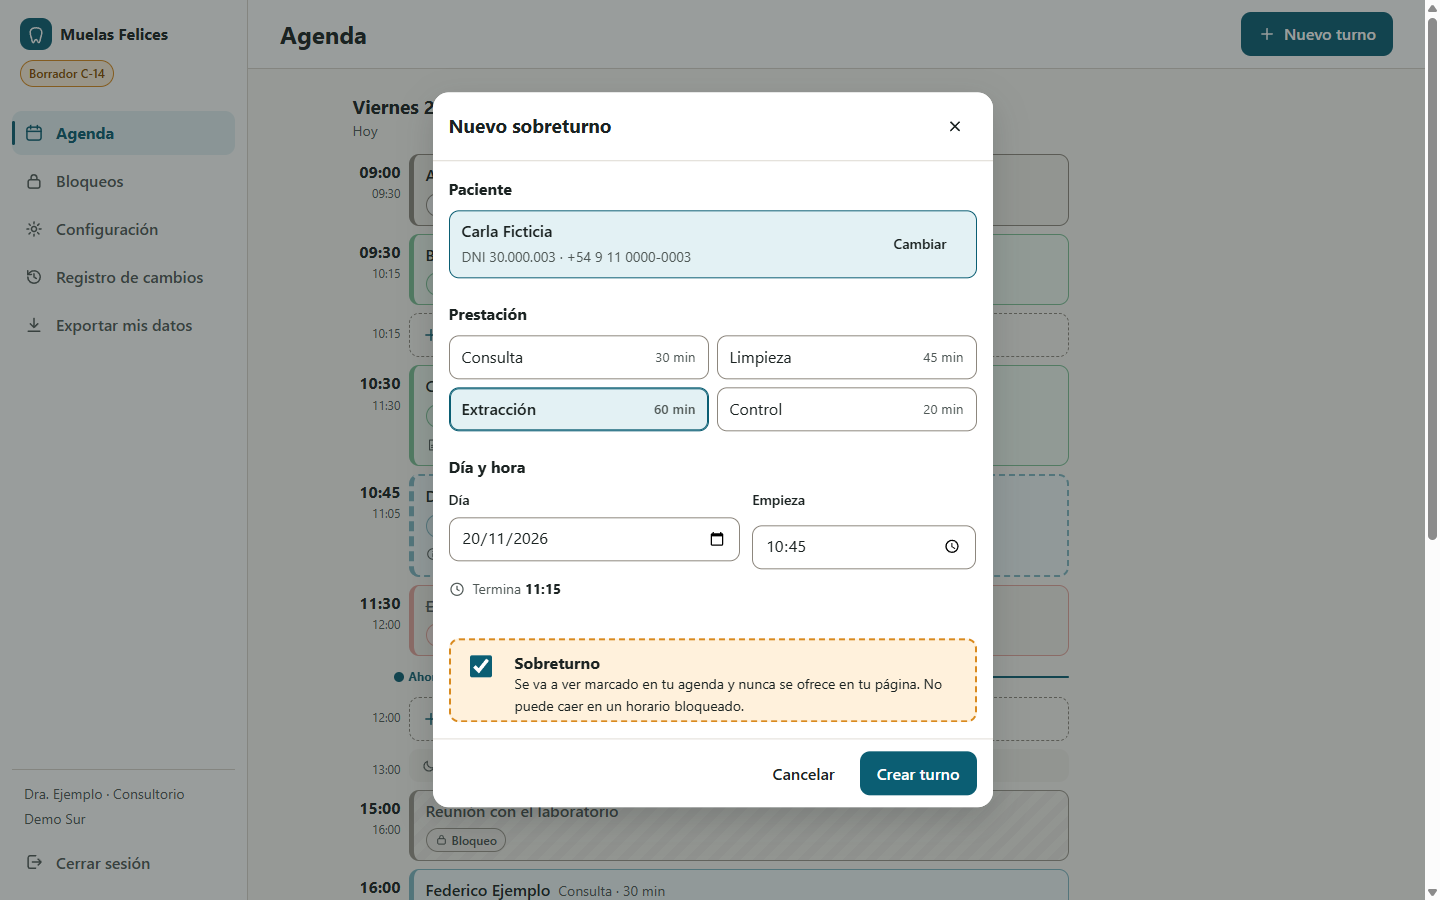 Muelas Felices
Borrador C-14
Agenda
Bloqueos
Configuración
Registro de cambios
Exportar mis datos
Dra. Ejemplo · Consultorio
Demo Sur
Cerrar sesión
Agenda
+ Nuevo turno
Viernes 2
Hoy
09:00
09:30
09:30
10:15
10:15
10:30
11:30
10:45
11:05
11:30
12:00
Aho
12:00
13:00
15:00
16:00
Reunión con el laboratorio
Bloqueo
16:00
Federico Ejemplo Consulta · 30 min
Nuevo sobreturno
Paciente
Carla Ficticia
DNI 30.000.003 · +54 9 11 0000-0003
Cambiar
Prestación
Consulta 30 min
Limpieza 45 min
Extracción 60 min
Control 20 min
Día y hora
Día
Empieza
20/11/2026
10:45
Termina 11:15
Sobreturno
Se va a ver marcado en tu agenda y nunca se ofrece en tu página. No
puede caer en un horario bloqueado.
Cancelar
Crear turno